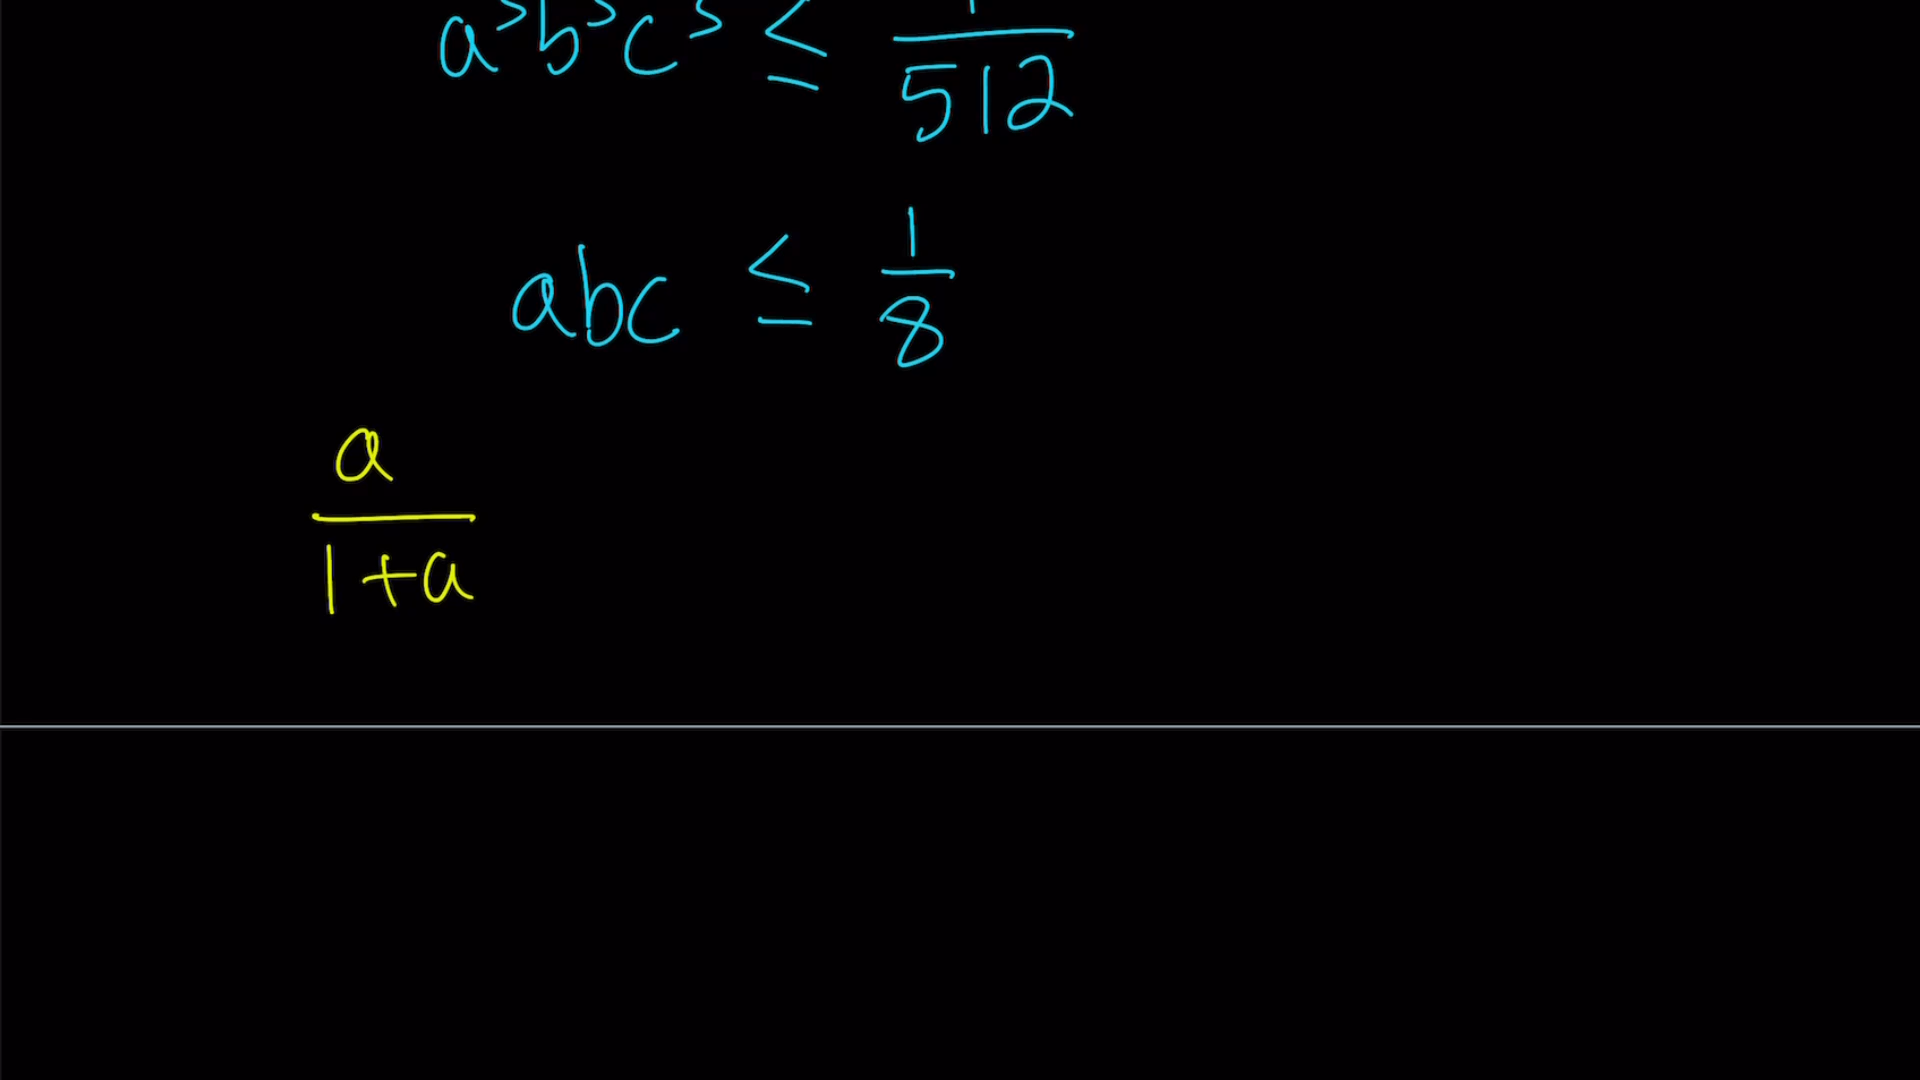 a³b³c³ ≤ 1/512
abc ≤ 1/8
a/(1+a)